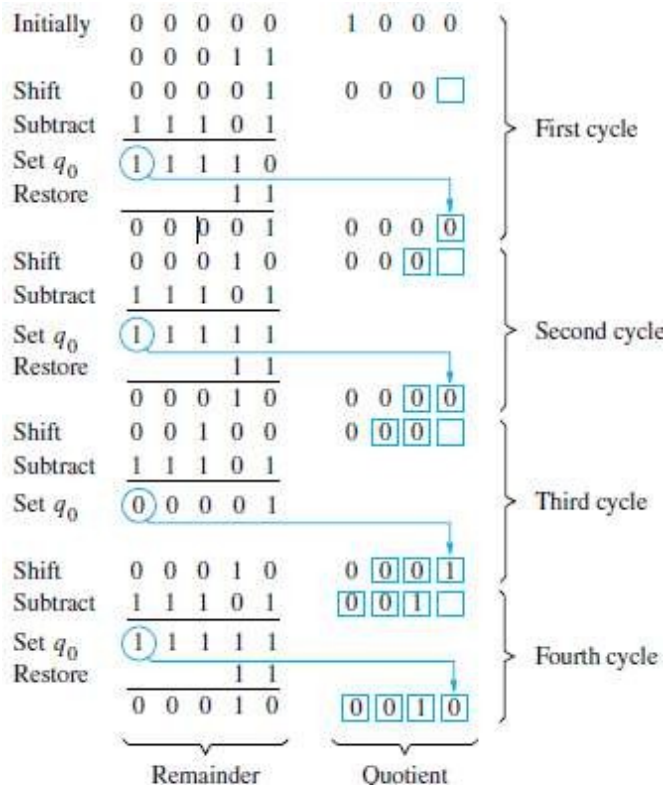 Initially 0 0 0 0 0 1 0 0 0
0 0 0 1 1
Shift 0 0 0 0 1 0 0 0
Subtract 1 1 1 0 1
First cycle
Set q0 1 1 1 1 0
Restore 1 1
0 0 0 0 1 0 0 0 0
Shift 0 0 0 1 0 0 0 0
Subtract 1 1 1 0 1
Set q0 1 1 1 1 1 Second cycle
Restore 1 1
0 0 0 1 0 0 0 0 0
Shift 0 0 1 0 0 0 0 0
Subtract 1 1 1 0 1
Set q0 0 0 0 0 1 Third cycle
Shift 0 0 0 1 0 0 0 0 1
Subtract 1 1 1 0 1 0 0 1
Set q0 1 1 1 1 1
Fourth cycle
Restore 1 1
0 0 0 1 0 0 0 1 0
Remainder Quotient